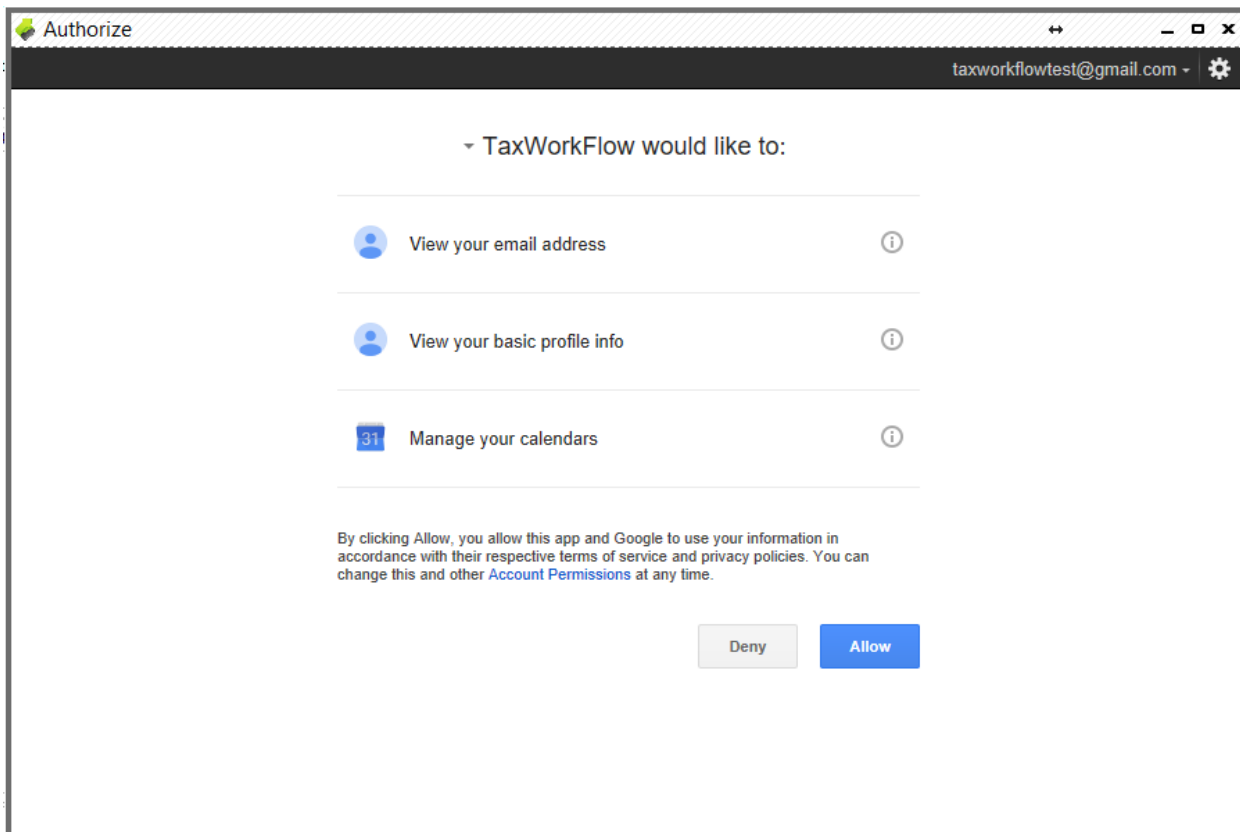 Authorize
taxworkflowtest@gmail.com
TaxWorkFlow would like to:
View your email address
View your basic profile info
31
Manage your calendars
By clicking Allow, you allow this app and Google to use your information in
accordance with their respective terms of service and privacy policies. You can
change this and other Account Permissions at any time.
Deny
Allow